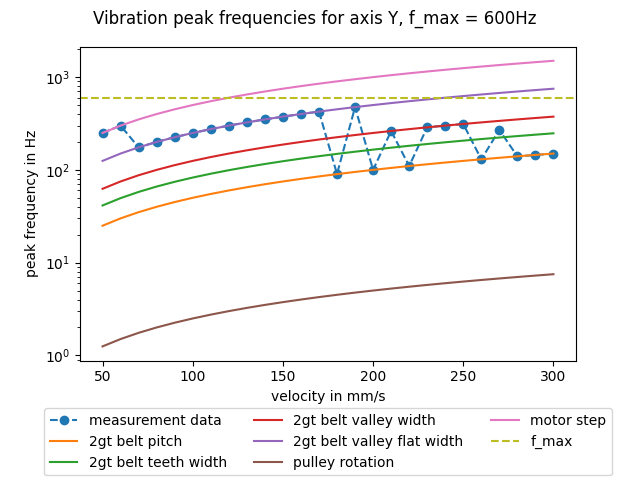 Vibration peak frequencies for axis Y, f_max = 600Hz
peak frequency in Hz
10³
10²
10¹
10⁰
50 100 150 200 250 300
velocity in mm/s
measurement data
2gt belt pitch
2gt belt teeth width
2gt belt valley width
2gt belt valley flat width
pulley rotation
motor step
f_max